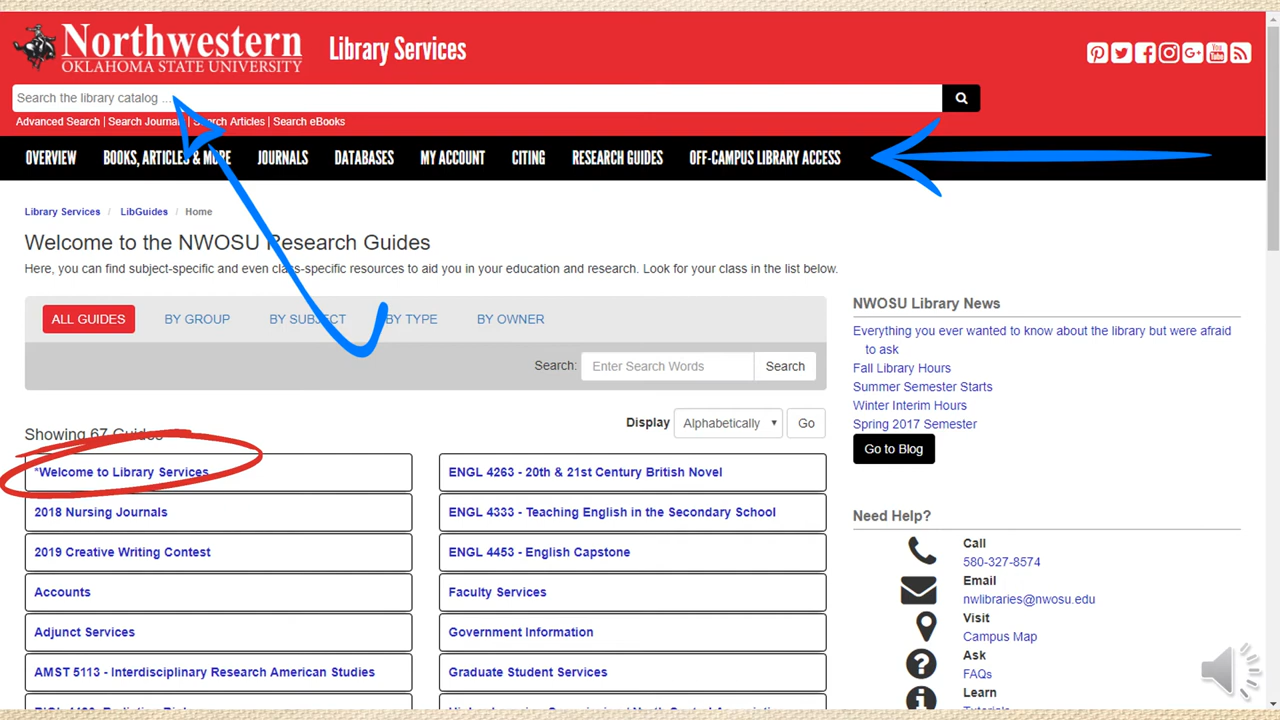 Northwestern
OKLAHOMA STATE UNIVERSITY
Library Services
Search the library catalog ...
Advanced Search | Search Journals | Search Articles | Search eBooks
OVERVIEW BOOKS, ARTICLES & MORE JOURNALS DATABASES MY ACCOUNT CITING RESEARCH GUIDES OFF-CAMPUS LIBRARY ACCESS
Library Services / LibGuides / Home
Welcome to the NWOSU Research Guides
Here, you can find subject-specific and even class-specific resources to aid you in your education and research. Look for your class in the list below.
ALL GUIDES BY GROUP BY SUBJECT BY TYPE BY OWNER
Search: Enter Search Words Search
Display Alphabetically Go
Showing 67 Guides
*Welcome to Library Services
2018 Nursing Journals
2019 Creative Writing Contest
Accounts
Adjunct Services
AMST 5113 - Interdisciplinary Research American Studies
ENGL 4263 - 20th & 21st Century British Novel
ENGL 4333 - Teaching English in the Secondary School
ENGL 4453 - English Capstone
Faculty Services
Government Information
Graduate Student Services
NWOSU Library News
Everything you ever wanted to know about the library but were afraid
to ask
Fall Library Hours
Summer Semester Starts
Winter Interim Hours
Spring 2017 Semester
Go to Blog
Need Help?
Call
580-327-8574
Email
nwlibraries@nwosu.edu
Visit
Campus Map
Ask
FAQs
Learn